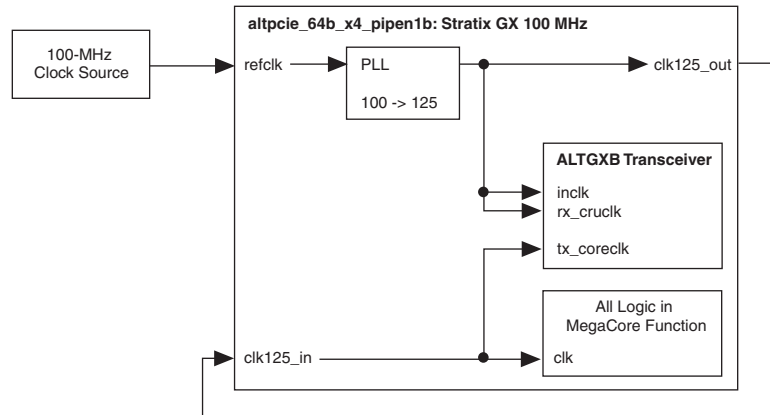 altpcie_64b_x4_pipen1b: Stratix GX 100 MHz
100-MHz
Clock Source
refclk
PLL
100 -> 125
clk125_out
ALTGXB Transceiver
inclk
rx_cruclk
tx_coreclk
All Logic in
MegaCore Function
clk125_in
clk